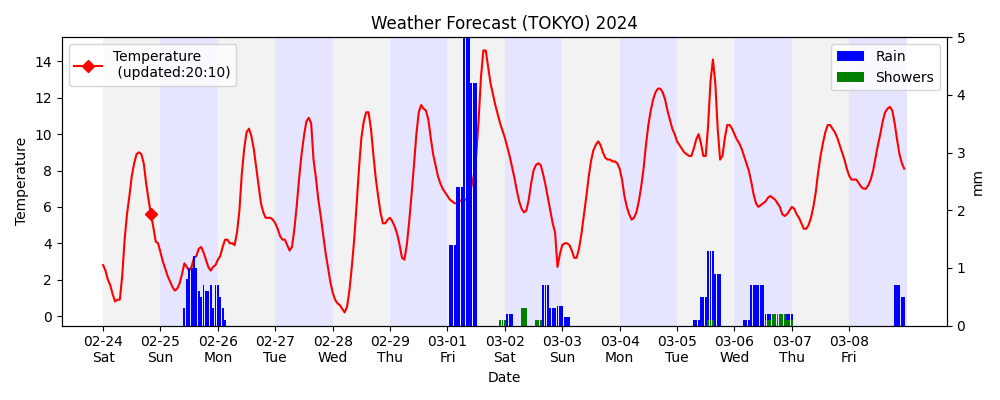 Weather Forecast (TOKYO) 2024
Temperature
(updated:20:10)
Rain
Showers
14
12
10
8
6
4
2
0
Temperature
5
4
3
2
1
0
mm
02-24 02-25 02-26 02-27 02-28 02-29 03-01 03-02 03-03 03-04 03-05 03-06 03-07 03-08
Sat Sun Mon Tue Wed Thu Fri Sat Sun Mon Tue Wed Thu Fri
Date